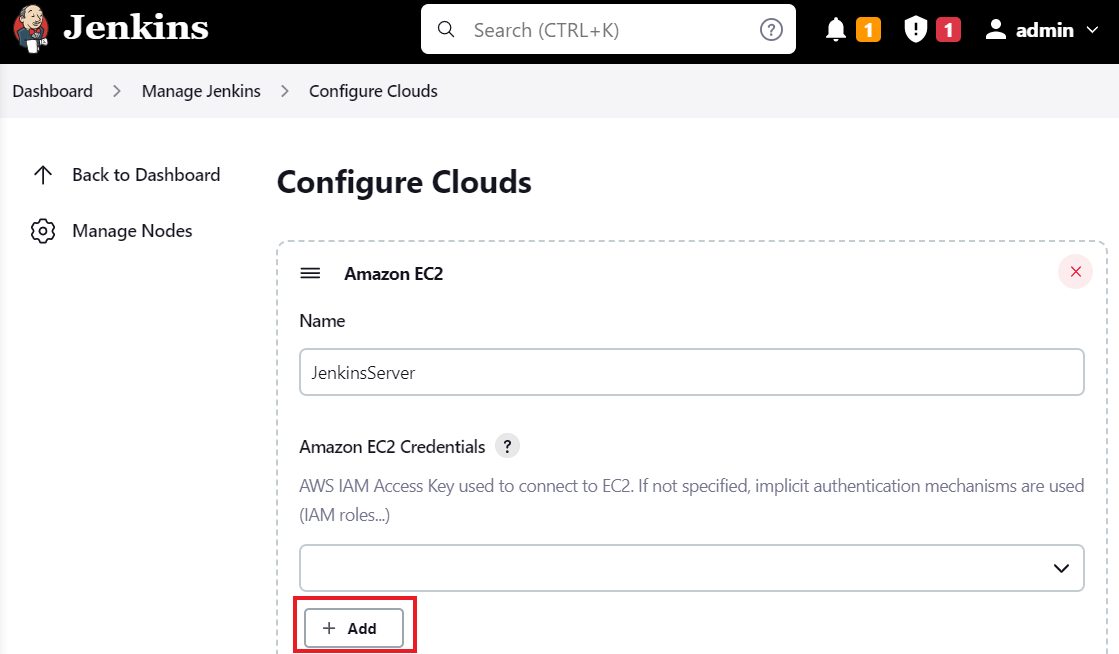 Jenkins
Search (CTRL+K)
?
1
1
admin
Dashboard
Manage Jenkins
Configure Clouds
Back to Dashboard
Manage Nodes
Configure Clouds
Amazon EC2
Name
JenkinsServer
Amazon EC2 Credentials ?
AWS IAM Access Key used to connect to EC2. If not specified, implicit authentication mechanisms are used
(IAM roles...)
+ Add